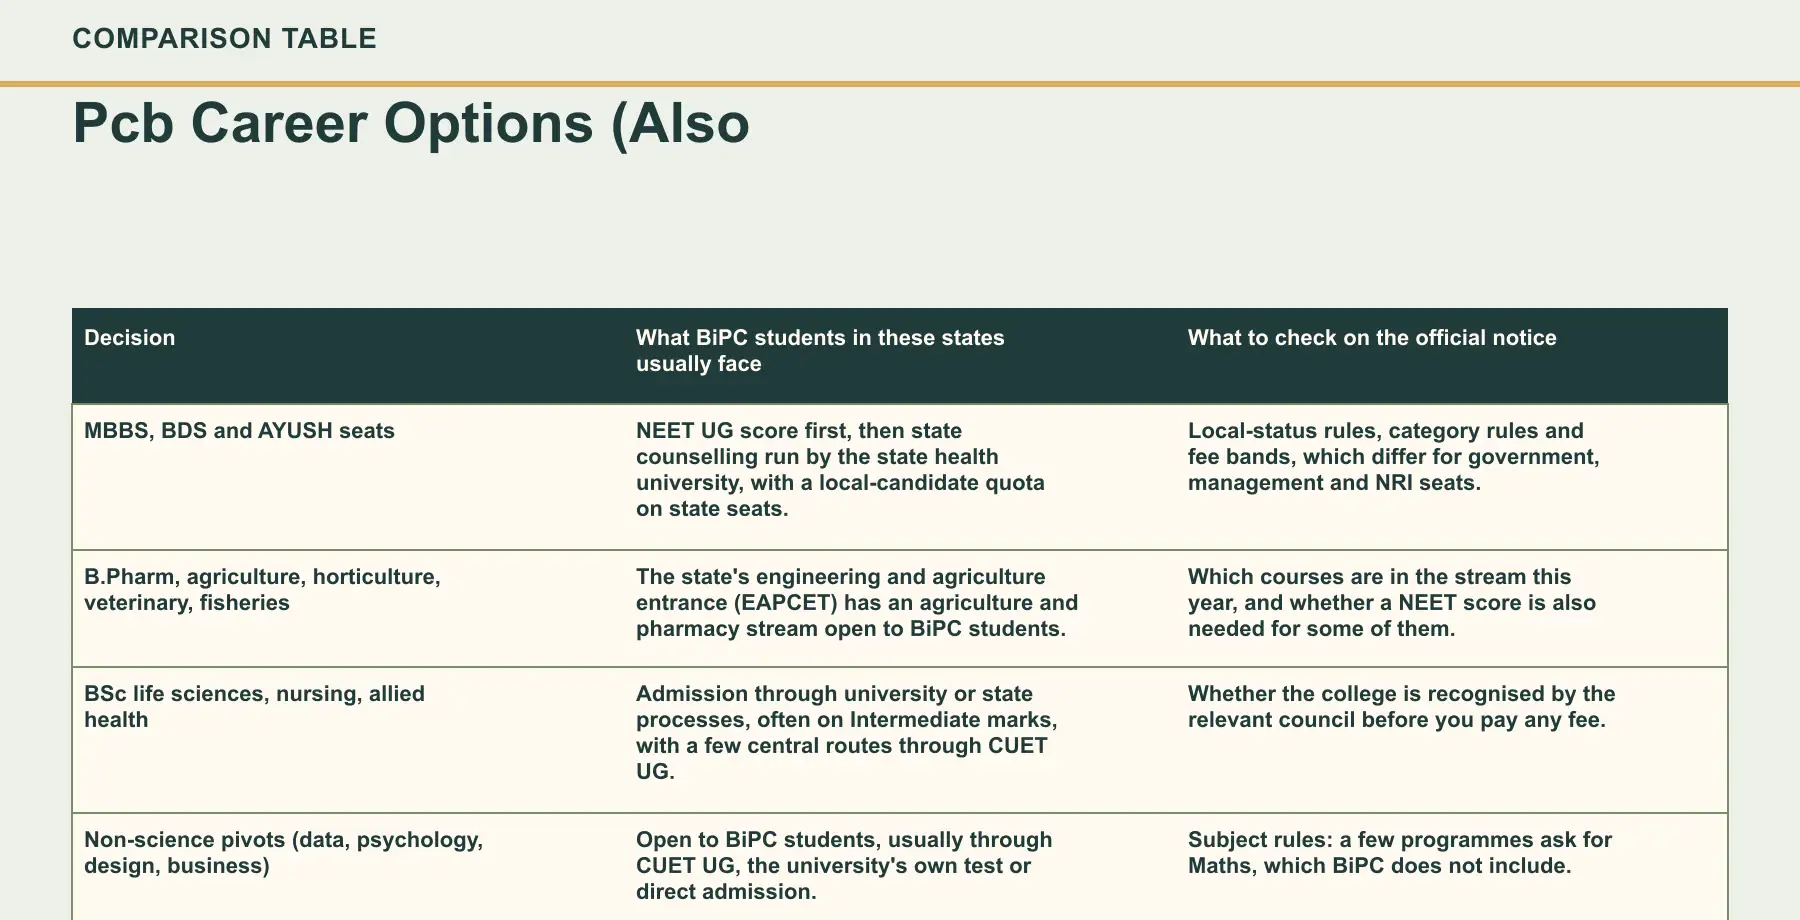 COMPARISON TABLE
Pcb Career Options (Also
Decision
What BiPC students in these states
usually face
What to check on the official notice
MBBS, BDS and AYUSH seats
NEET UG score first, then state
counselling run by the state health
university, with a local-candidate quota
on state seats.
Local-status rules, category rules and
fee bands, which differ for government,
management and NRI seats.
B.Pharm, agriculture, horticulture,
veterinary, fisheries
The state's engineering and agriculture
entrance (EAPCET) has an agriculture and
pharmacy stream open to BiPC students.
Which courses are in the stream this
year, and whether a NEET score is also
needed for some of them.
BSc life sciences, nursing, allied
health
Admission through university or state
processes, often on Intermediate marks,
with a few central routes through CUET
UG.
Whether the college is recognised by the
relevant council before you pay any fee.
Non-science pivots (data, psychology,
design, business)
Open to BiPC students, usually through
CUET UG, the university's own test or
direct admission.
Subject rules: a few programmes ask for
Maths, which BiPC does not include.